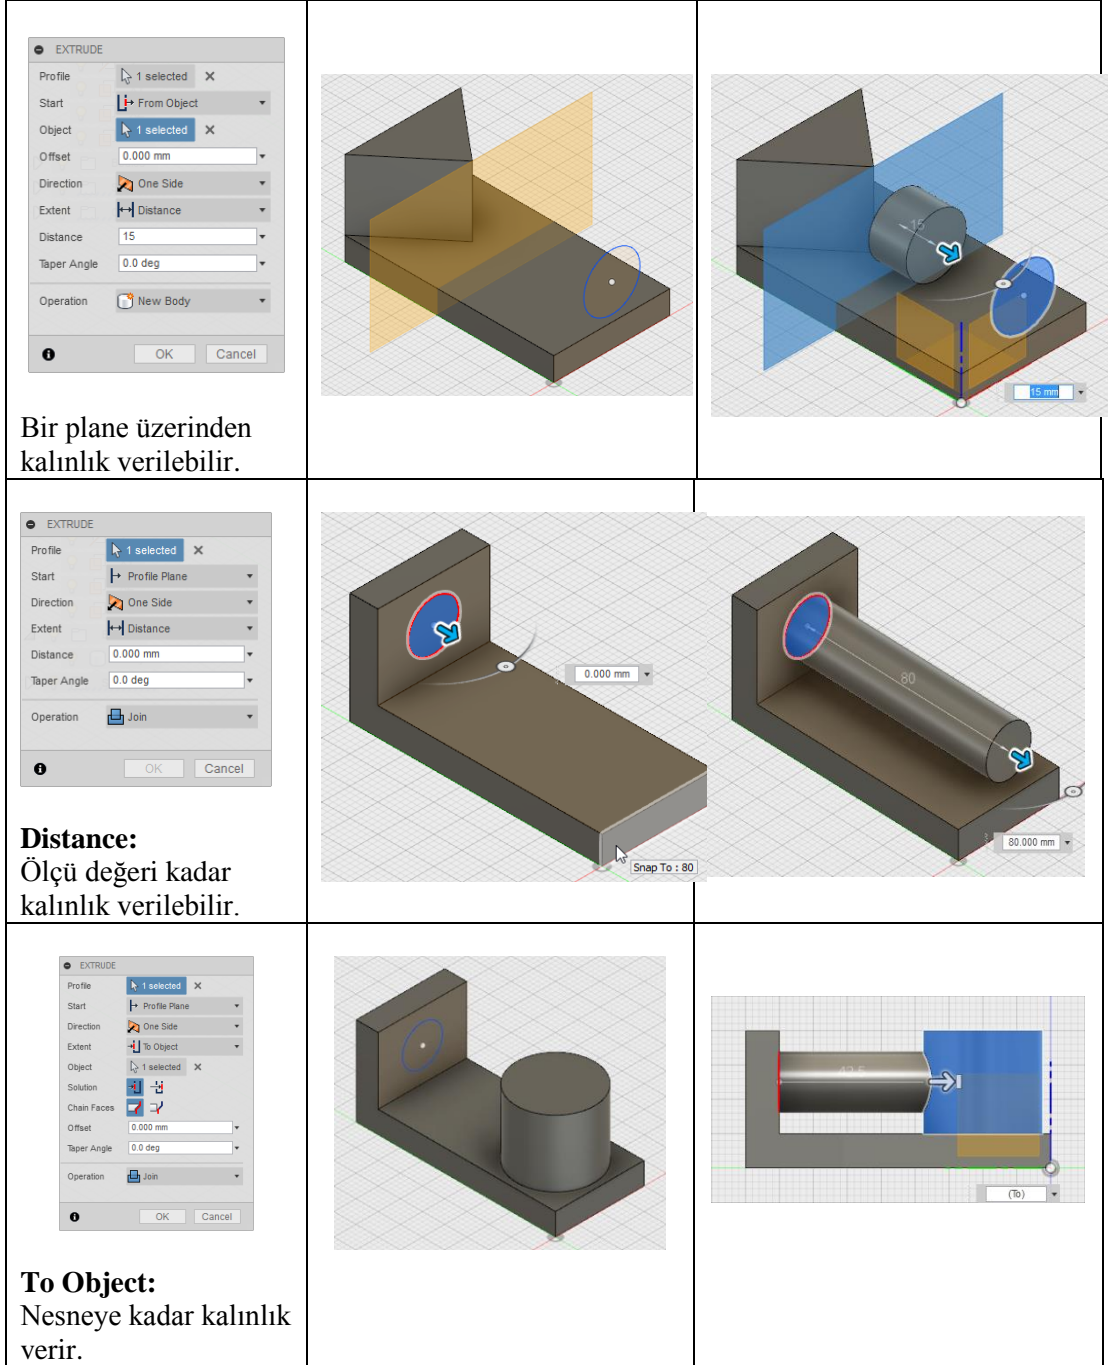 EXTRUDE
Profile 1 selected X
Start From Object
Object 1 selected X
Offset 0.000 mm
Direction One Side
Extent Distance
Distance 15
Taper Angle 0.0 deg
Operation New Body
OK Cancel
Bir plane üzerinden
kalınlık verilebilir.
15
15 mm
EXTRUDE
Profile 1 selected X
Start Profile Plane
Direction One Side
Extent Distance
Distance 0.000 mm
Taper Angle 0.0 deg
Operation Join
OK Cancel
Distance:
Ölçü değeri kadar
kalınlık verilebilir.
0.000 mm
Snap To : 80
80
80.000 mm
EXTRUDE
Profile 1 selected X
Start Profile Plane
Direction One Side
Extent To Object
Object 1 selected X
Solution
Chain Faces
Offset 0.000 mm
Taper Angle 0.0 deg
Operation Join
OK Cancel
To Object:
Nesneye kadar kalınlık
verir.
42.5
(To)